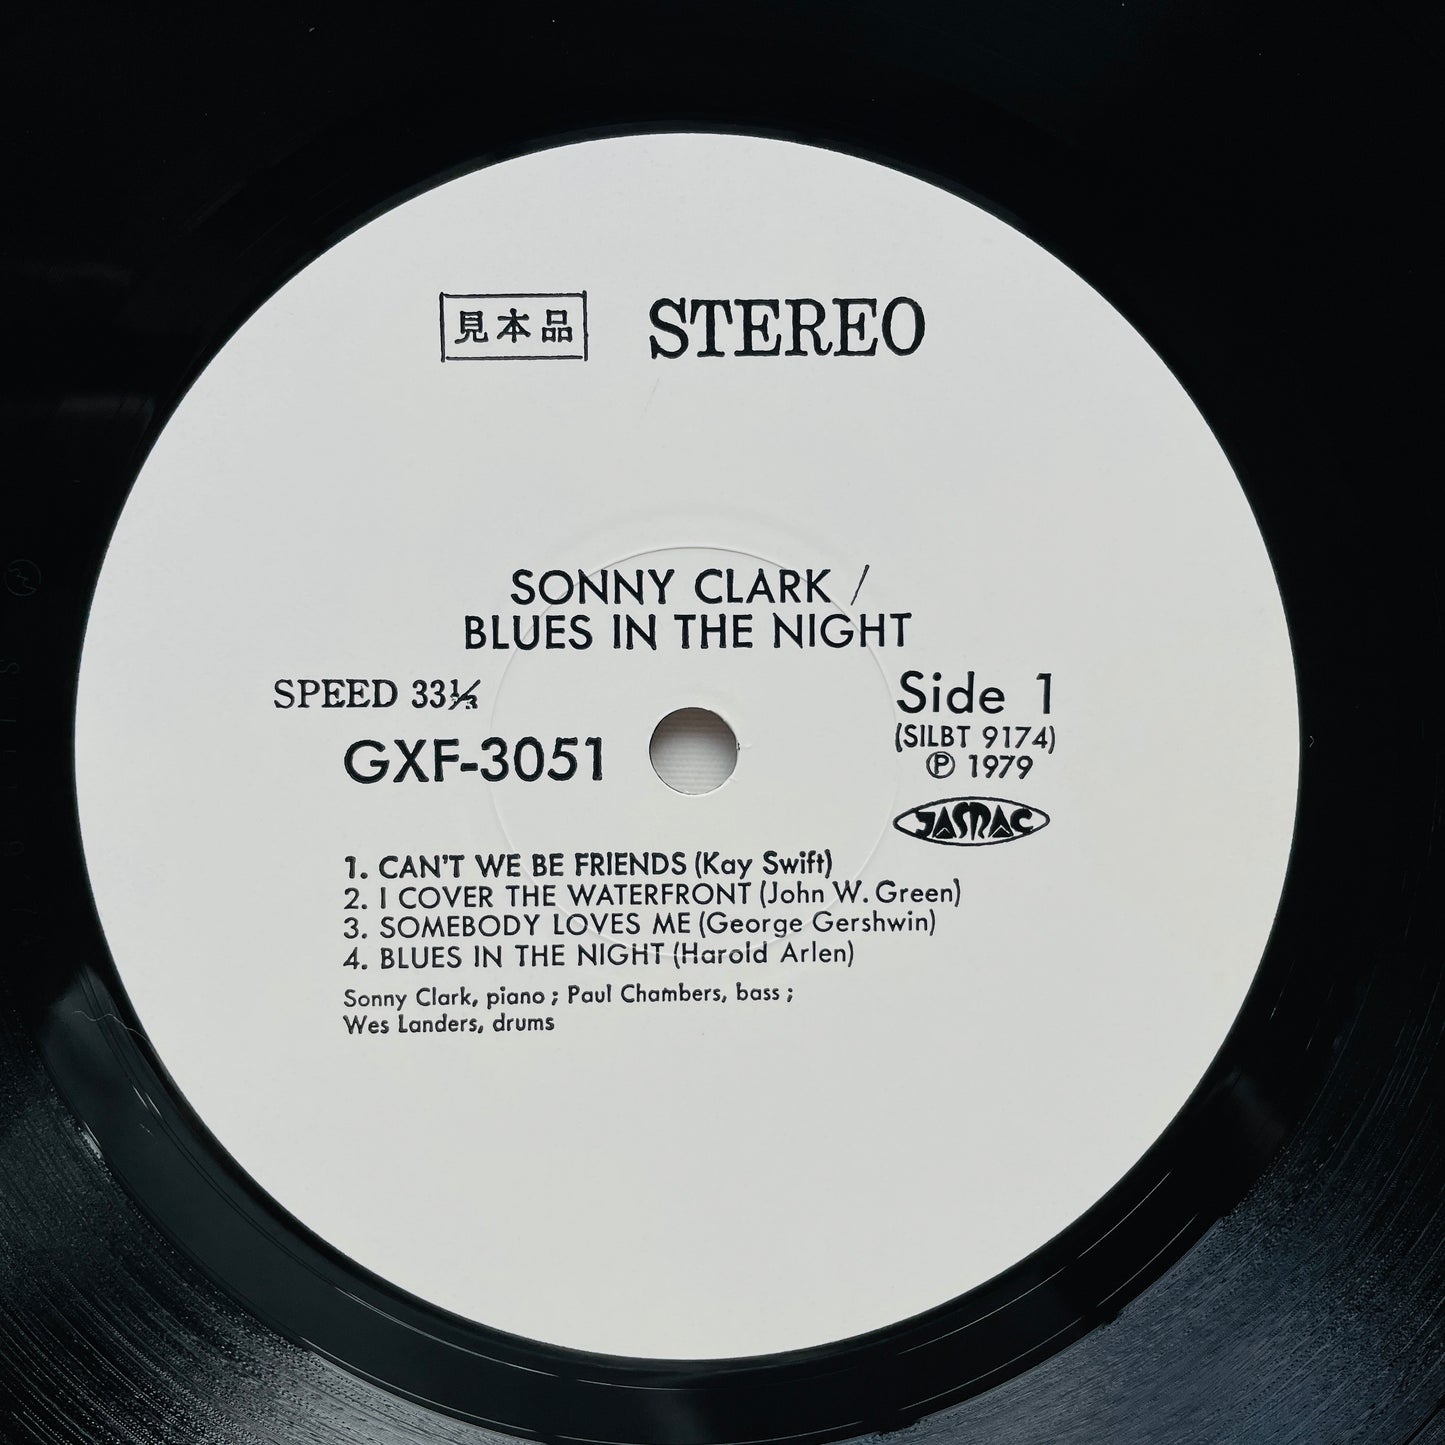 見本品 STEREO
SONNY CLARK /
BLUES IN THE NIGHT
SPEED 33⅓ Side 1
GXF-3051 (SILBT 9174)
℗ 1979
JASRAC
1. CAN'T WE BE FRIENDS (Kay Swift)
2. I COVER THE WATERFRONT (John W. Green)
3. SOMEBODY LOVES ME (George Gershwin)
4. BLUES IN THE NIGHT (Harold Arlen)
Sonny Clark, piano ; Paul Chambers, bass ;
Wes Landers, drums